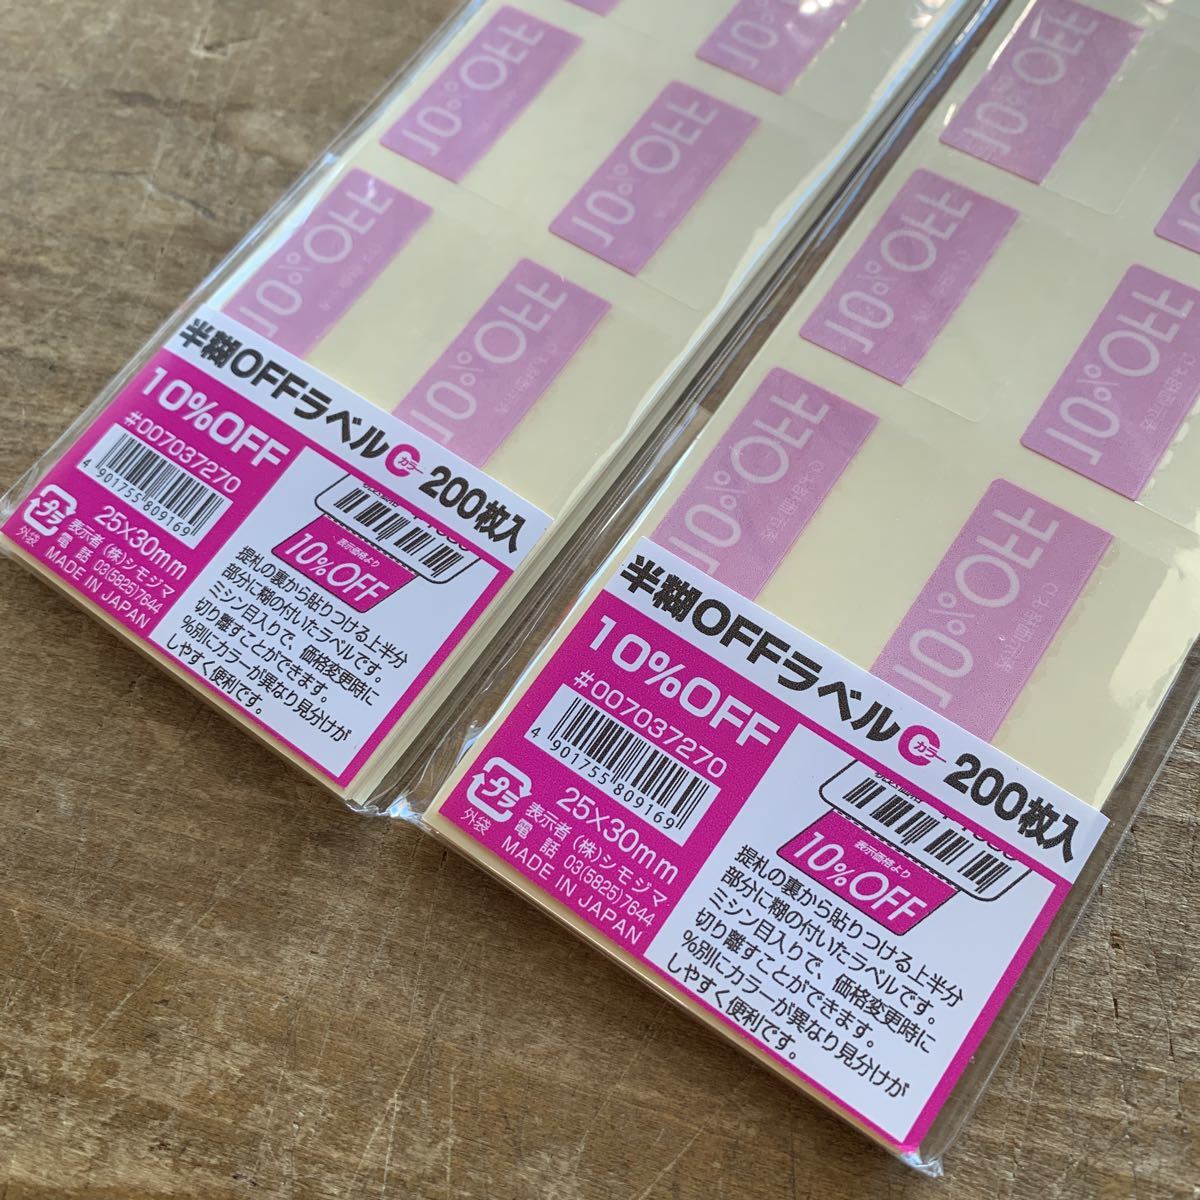 半糊OFFラベルCカラー 200枚入
10%OFF
#007037270
4 901755 809169
25×30mm
プラ
外袋
表示者 (株)シモジマ
電話 03(5825)7644
MADE IN JAPAN
表示価格より
10%OFF
提札の裏から貼りつける上半分
部分に糊の付いたラベルです。
ミシン目入りで、価格変更時に
切り離すことができます。
%別にカラーが異なり見分けが
しやすく便利です。
半糊OFFラベルCカラー 200枚入
10%OFF
#007037270
4 901755 809169
25×30mm
プラ
外袋
表示者 (株)シモジマ
電話 03(5825)7644
MADE IN JAPAN
表示価格より
10%OFF
提札の裏から貼りつける上半分
部分に糊の付いたラベルです。
ミシン目入りで、価格変更時に
切り離すことができます。
%別にカラーが異なり見分けが
しやすく便利です。
10%OFF
10%OFF
10%OFF
10%OFF
10%OFF
10%OFF
10%OFF
10%OFF
10%OFF
10%OFF